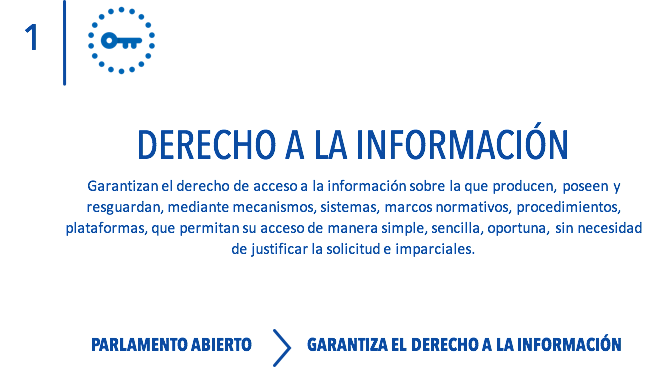 1
DERECHO A LA INFORMACIÓN
Garantizan el derecho de acceso a la información sobre la que producen, poseen y
resguardan, mediante mecanismos, sistemas, marcos normativos, procedimientos,
plataformas, que permitan su acceso de manera simple, sencilla, oportuna, sin necesidad
de justificar la solicitud e imparciales.
PARLAMENTO ABIERTO
GARANTIZA EL DERECHO A LA INFORMACIÓN